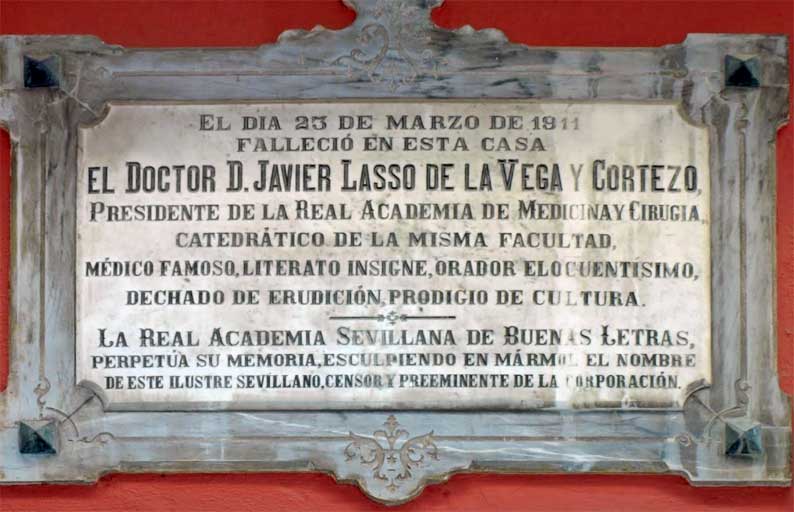 EL DIA 23 DE MARZO DE 1911
FALLECIÓ EN ESTA CASA
EL DOCTOR D. JAVIER LASSO DE LA VEGA Y CORTEZO,
PRESIDENTE DE LA REAL ACADEMIA DE MEDICINA Y CIRUGIA,
CATEDRÁTICO DE LA MISMA FACULTAD,
MÉDICO FAMOSO, LITERATO INSIGNE, ORADOR ELOCUENTÍSIMO,
DECHADO DE ERUDICIÓN, PRODIGIO DE CULTURA.
LA REAL ACADEMIA SEVILLANA DE BUENAS LETRAS,
PERPETÚA SU MEMORIA, ESCULPIENDO EN MÁRMOL EL NOMBRE
DE ESTE ILUSTRE SEVILLANO, CENSOR Y PREEMINENTE DE LA CORPORACIÓN.